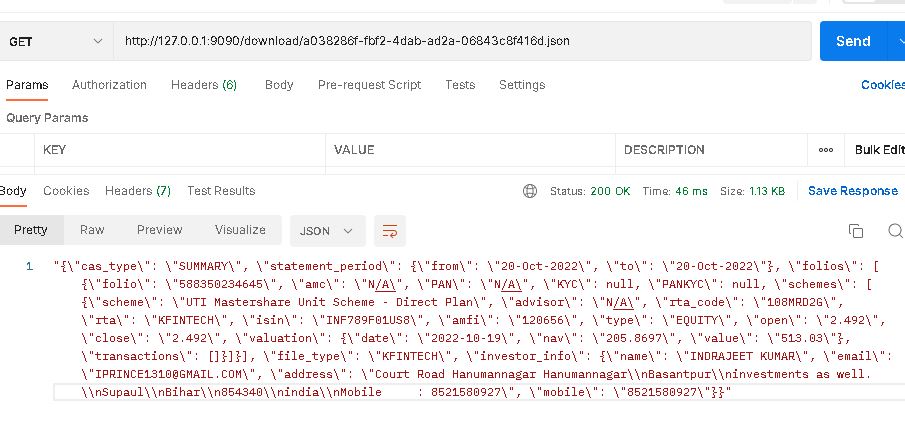 GET http://127.0.0.1:9090/download/a038286f-fbf2-4dab-ad2a-06843c8f416d.json Send
Params Authorization Headers (6) Body Pre-request Script Tests Settings Cookies
Query Params
KEY VALUE DESCRIPTION ooo Bulk Edit
Body Cookies Headers (7) Test Results Status: 200 OK Time: 46 ms Size: 1.13 KB Save Response
Pretty Raw Preview Visualize JSON
1 "{\"cas_type\": \"SUMMARY\", \"statement_period\": {\"from\": \"20-Oct-2022\", \"to\": \"20-Oct-2022\"}, \"folios\": [
{\"folio\": \"588350234645\", \"amc\": \"N/A\", \"PAN\": \"N/A\", \"KYC\": null, \"PANKYC\": null, \"schemes\": [
{\"scheme\": \"UTI Mastershare Unit Scheme - Direct Plan\", \"advisor\": \"N/A\", \"rta_code\": \"108MRD2G\",
\"rta\": \"KFINTECH\", \"isin\": \"INF789F01US8\", \"amfi\": \"120656\", \"type\": \"EQUITY\", \"open\": \"2.492\",
\"close\": \"2.492\", \"valuation\": {\"date\": \"2022-10-19\", \"nav\": \"205.8697\", \"value\": \"513.03\"},
\"transactions\": []}]}], \"file_type\": \"KFINTECH\", \"investor_info\": {\"name\": \"INDRAJEET KUMAR\", \"email\":
\"IPRINCE1310@GMAIL.COM\", \"address\": \"Court Road Hanumannagar Hanumannagar\\nBasantpur\\ninvestments as well.
\\nSupaul\\nBihar\\n854340\\nindia\\nMobile : 8521580927\", \"mobile\": \"8521580927\"}}"